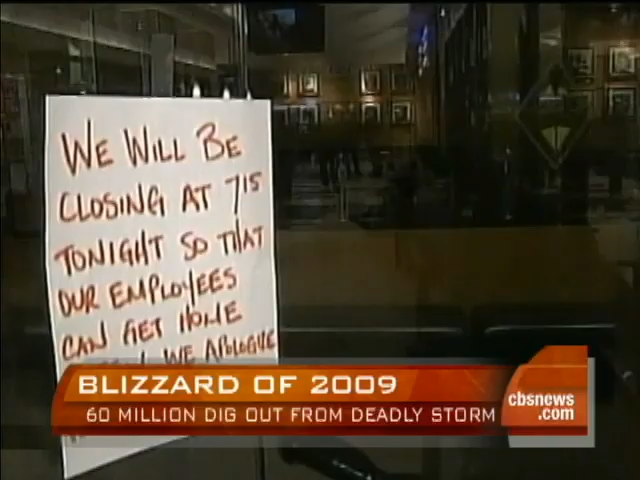 WE WILL BE
CLOSING AT 7 15
TONIGHT SO THAT
OUR EMPLOYEES
CAN GET HOME
WE APOLOGIZE
BLIZZARD OF 2009
60 MILLION DIG OUT FROM DEADLY STORM
cbsnews
.com